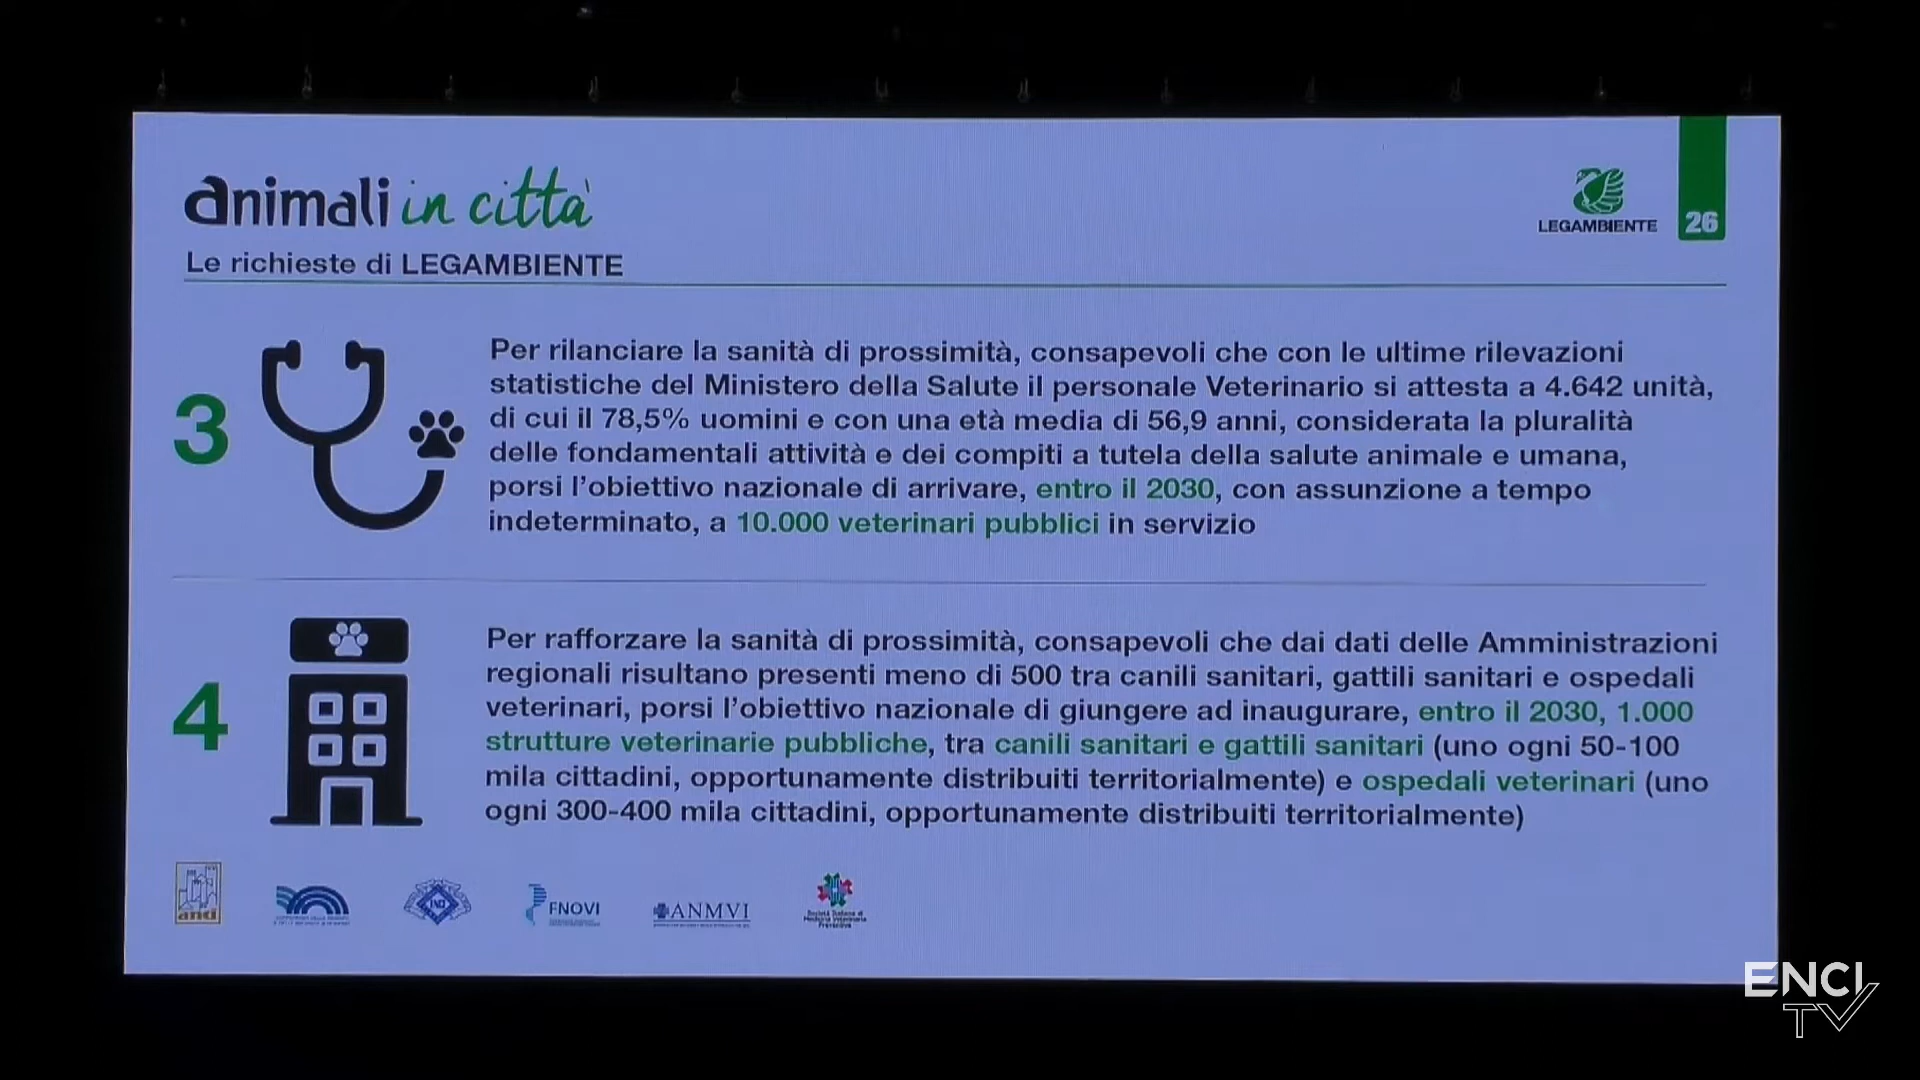 animali in città
Le richieste di LEGAMBIENTE
LEGAMBIENTE
26
3
Per rilanciare la sanità di prossimità, consapevoli che con le ultime rilevazioni
statistiche del Ministero della Salute il personale Veterinario si attesta a 4.642 unità,
di cui il 78,5% uomini e con una età media di 56,9 anni, considerata la pluralità
delle fondamentali attività e dei compiti a tutela della salute animale e umana,
porsi l’obiettivo nazionale di arrivare, entro il 2030, con assunzione a tempo
indeterminato, a 10.000 veterinari pubblici in servizio
4
Per rafforzare la sanità di prossimità, consapevoli che dai dati delle Amministrazioni
regionali risultano presenti meno di 500 tra canili sanitari, gattili sanitari e ospedali
veterinari, porsi l’obiettivo nazionale di giungere ad inaugurare, entro il 2030, 1.000
strutture veterinarie pubbliche, tra canili sanitari e gattili sanitari (uno ogni 50-100
mila cittadini, opportunamente distribuiti territorialmente) e ospedali veterinari (uno
ogni 300-400 mila cittadini, opportunamente distribuiti territorialmente)
anci
FNOVI
ANMVI
Società Italiana di
Medicina Veterinaria
Preventiva
ENCI
TV